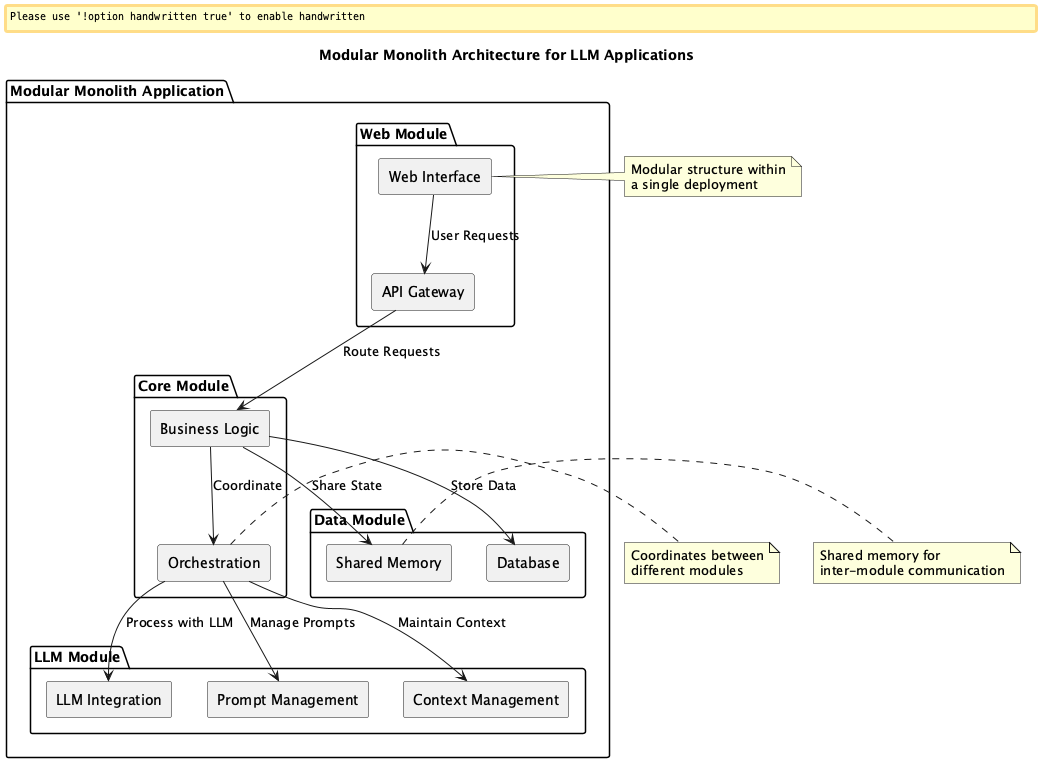 Please use '!option handwritten true' to enable handwritten
Modular Monolith Architecture for LLM Applications
Modular Monolith Application
Web Module
Web Interface
Modular structure within
a single deployment
User Requests
API Gateway
Route Requests
Core Module
Business Logic
Coordinate
Share State
Store Data
Data Module
Orchestration
Shared Memory
Database
Coordinates between
different modules
Shared memory for
inter-module communication
Process with LLM
Manage Prompts
Maintain Context
LLM Module
LLM Integration
Prompt Management
Context Management